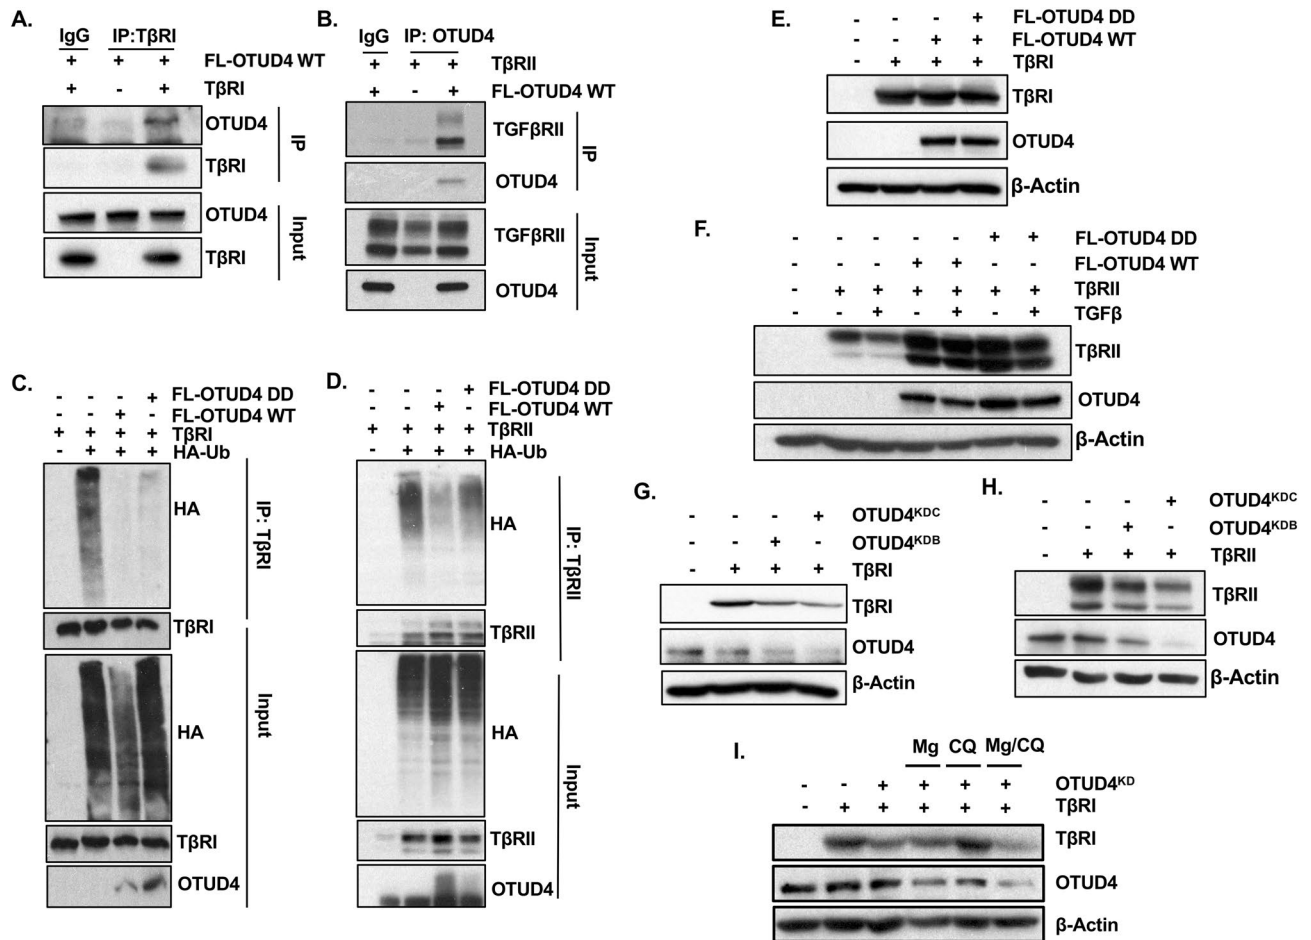 A.
IgG IP:TβRI
+ + + FL-OTUD4 WT
+ - + TβRI
OTUD4
TβRI
IP
OTUD4
TβRI
Input
B.
IgG IP: OTUD4
+ + + TβRII
+ - + FL-OTUD4 WT
TGFβRII
OTUD4
IP
TGFβRII
OTUD4
Input
C.
- - - + FL-OTUD4 DD
- - + - FL-OTUD4 WT
+ + + + TβRI
- + + + HA-Ub
HA
TβRI
IP: TβRI
HA
TβRI
OTUD4
Input
D.
- - - + FL-OTUD4 DD
- - + - FL-OTUD4 WT
+ + + + TβRII
- + + + HA-Ub
HA
TβRII
IP: TβRII
HA
TβRII
OTUD4
Input
E.
- - - + FL-OTUD4 DD
- - + + FL-OTUD4 WT
- + + + TβRI
TβRI
OTUD4
β-Actin
F.
- - - - - + + FL-OTUD4 DD
- - - + + - - FL-OTUD4 WT
- + + + + + + TβRII
- - + - + - + TGFβ
TβRII
OTUD4
β-Actin
G.
- - - + OTUD4KDC
- - + - OTUD4KDB
- + + + TβRI
TβRI
OTUD4
β-Actin
H.
- - - + OTUD4KDC
- - + - OTUD4KDB
- + + + TβRII
TβRII
OTUD4
β-Actin
I.
Mg CQ Mg/CQ
- - + + + + OTUD4KD
- + + + + + TβRI
TβRI
OTUD4
β-Actin